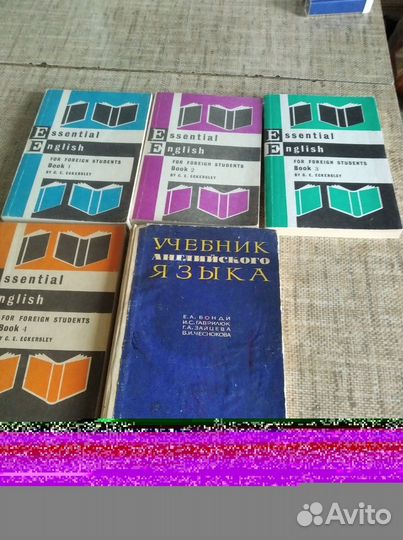 Essential
English
FOR FOREIGN STUDENTS
Book 1
BY C. E. ECKERSLEY
Essential
English
FOR FOREIGN STUDENTS
Book 2
BY C. E. ECKERSLEY
Essential
English
FOR FOREIGN STUDENTS
Book 3
BY C. E. ECKERSLEY
ssential
nglish
FOR FOREIGN STUDENTS
Book 4
BY C. E. ECKERSLEY
УЧЕБНИК
АНГЛИЙСКОГО
ЯЗЫКА
Е.А.БОНДИ
И.С.ГАВРИЛЮК
Г.А.ЗАЙЦЕВА
В.И.ЧЕСНОКОВА
Avito